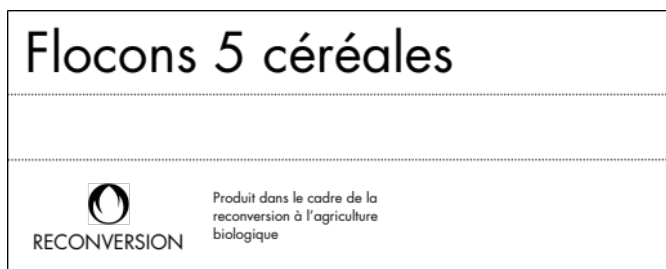 Flocons 5 céréales
Produit dans le cadre de la
reconversion à l'agriculture
biologique
RECONVERSION